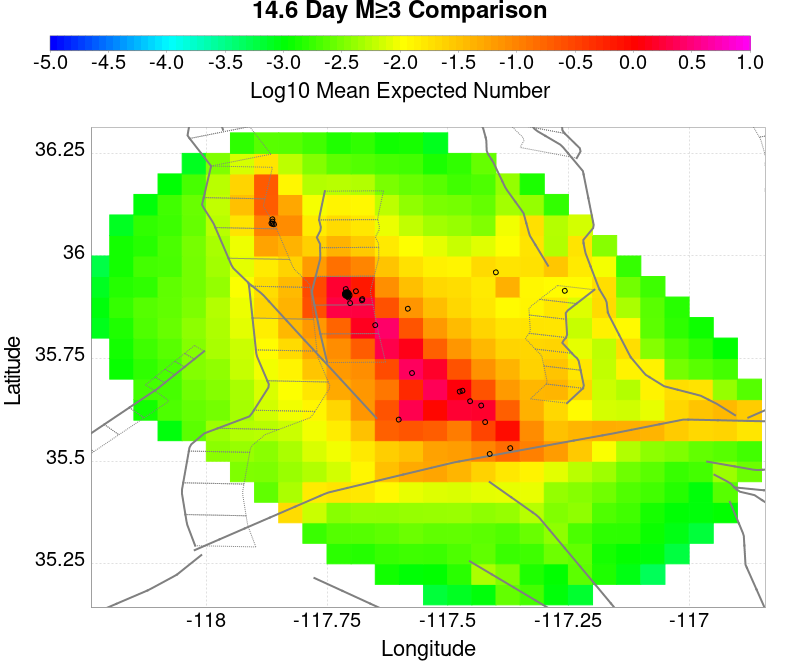 14.6 Day M≥3 Comparison
-5.0 -4.5 -4.0 -3.5 -3.0 -2.5 -2.0 -1.5 -1.0 -0.5 0.0 0.5 1.0
Log10 Mean Expected Number
36.25
36
35.75
35.5
35.25
Latitude
-118 -117.75 -117.5 -117.25 -117
Longitude